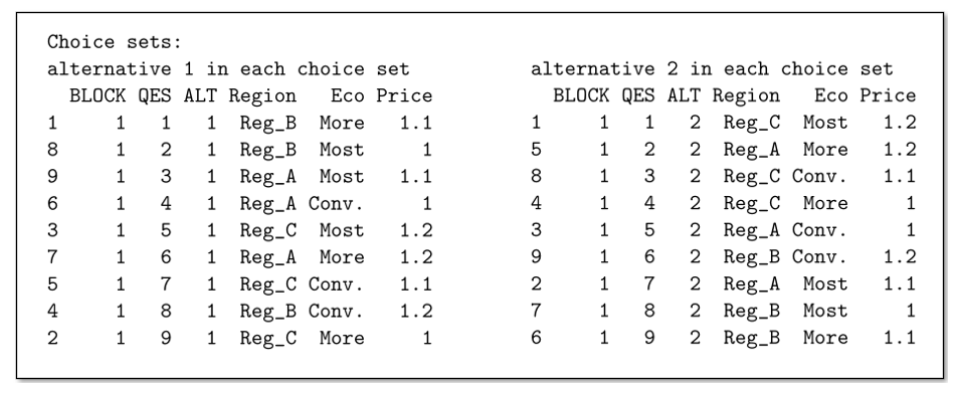 Choice sets:
alternative 1 in each choice set alternative 2 in each choice set
BLOCK QES ALT Region Eco Price BLOCK QES ALT Region Eco Price
1 1 1 1 Reg_B More 1.1 1 1 1 2 Reg_C Most 1.2
8 1 2 1 Reg_B Most 1 5 1 2 2 Reg_A More 1.2
9 1 3 1 Reg_A Most 1.1 8 1 3 2 Reg_C Conv. 1.1
6 1 4 1 Reg_A Conv. 1 4 1 4 2 Reg_C More 1
3 1 5 1 Reg_C Most 1.2 3 1 5 2 Reg_A Conv. 1
7 1 6 1 Reg_A More 1.2 9 1 6 2 Reg_B Conv. 1.2
5 1 7 1 Reg_C Conv. 1.1 2 1 7 2 Reg_A Most 1.1
4 1 8 1 Reg_B Conv. 1.2 7 1 8 2 Reg_B Most 1
2 1 9 1 Reg_C More 1 6 1 9 2 Reg_B More 1.1